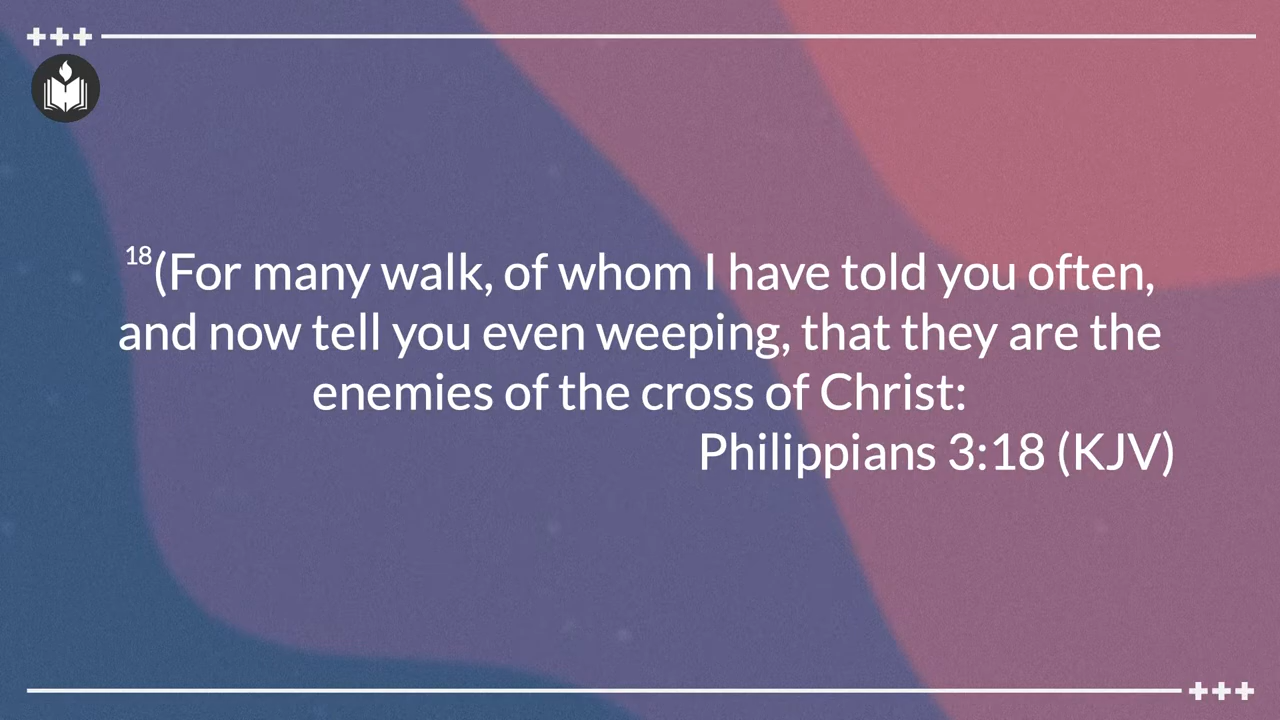 18(For many walk, of whom I have told you often,
and now tell you even weeping, that they are the
enemies of the cross of Christ:
Philippians 3:18 (KJV)